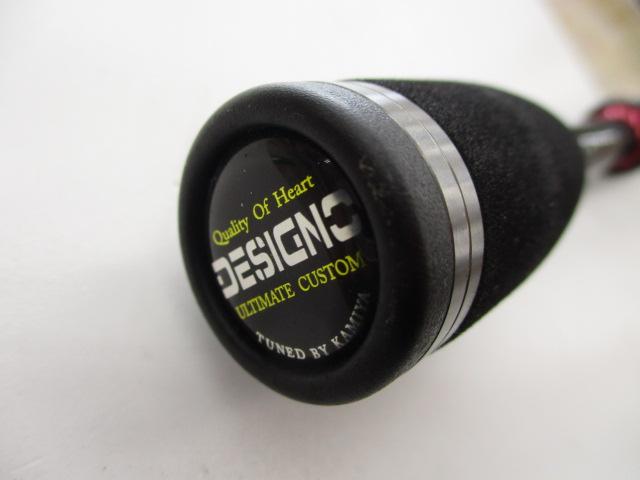 Quality Of Heart
DESIGNO
ULTIMATE CUSTOM
TUNED BY KAMIYA